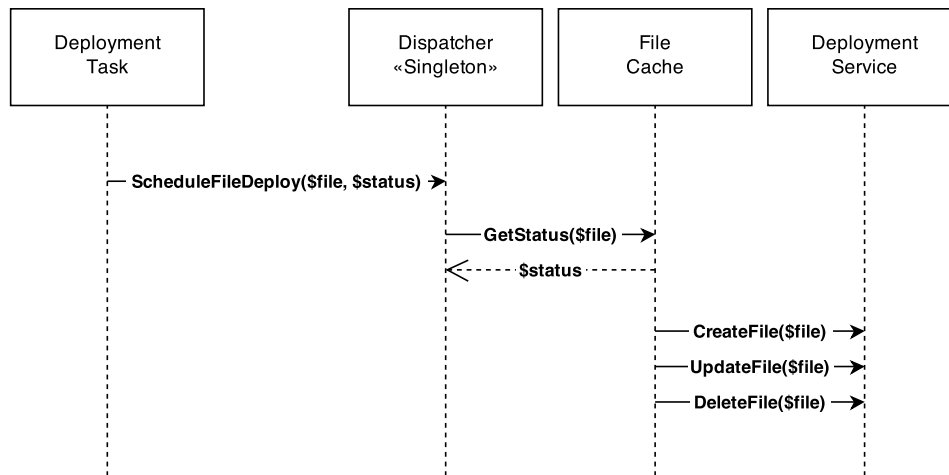 Deployment
Task
Dispatcher
«Singleton»
File
Cache
Deployment
Service
ScheduleFileDeploy($file, $status)
GetStatus($file)
$status
CreateFile($file)
UpdateFile($file)
DeleteFile($file)